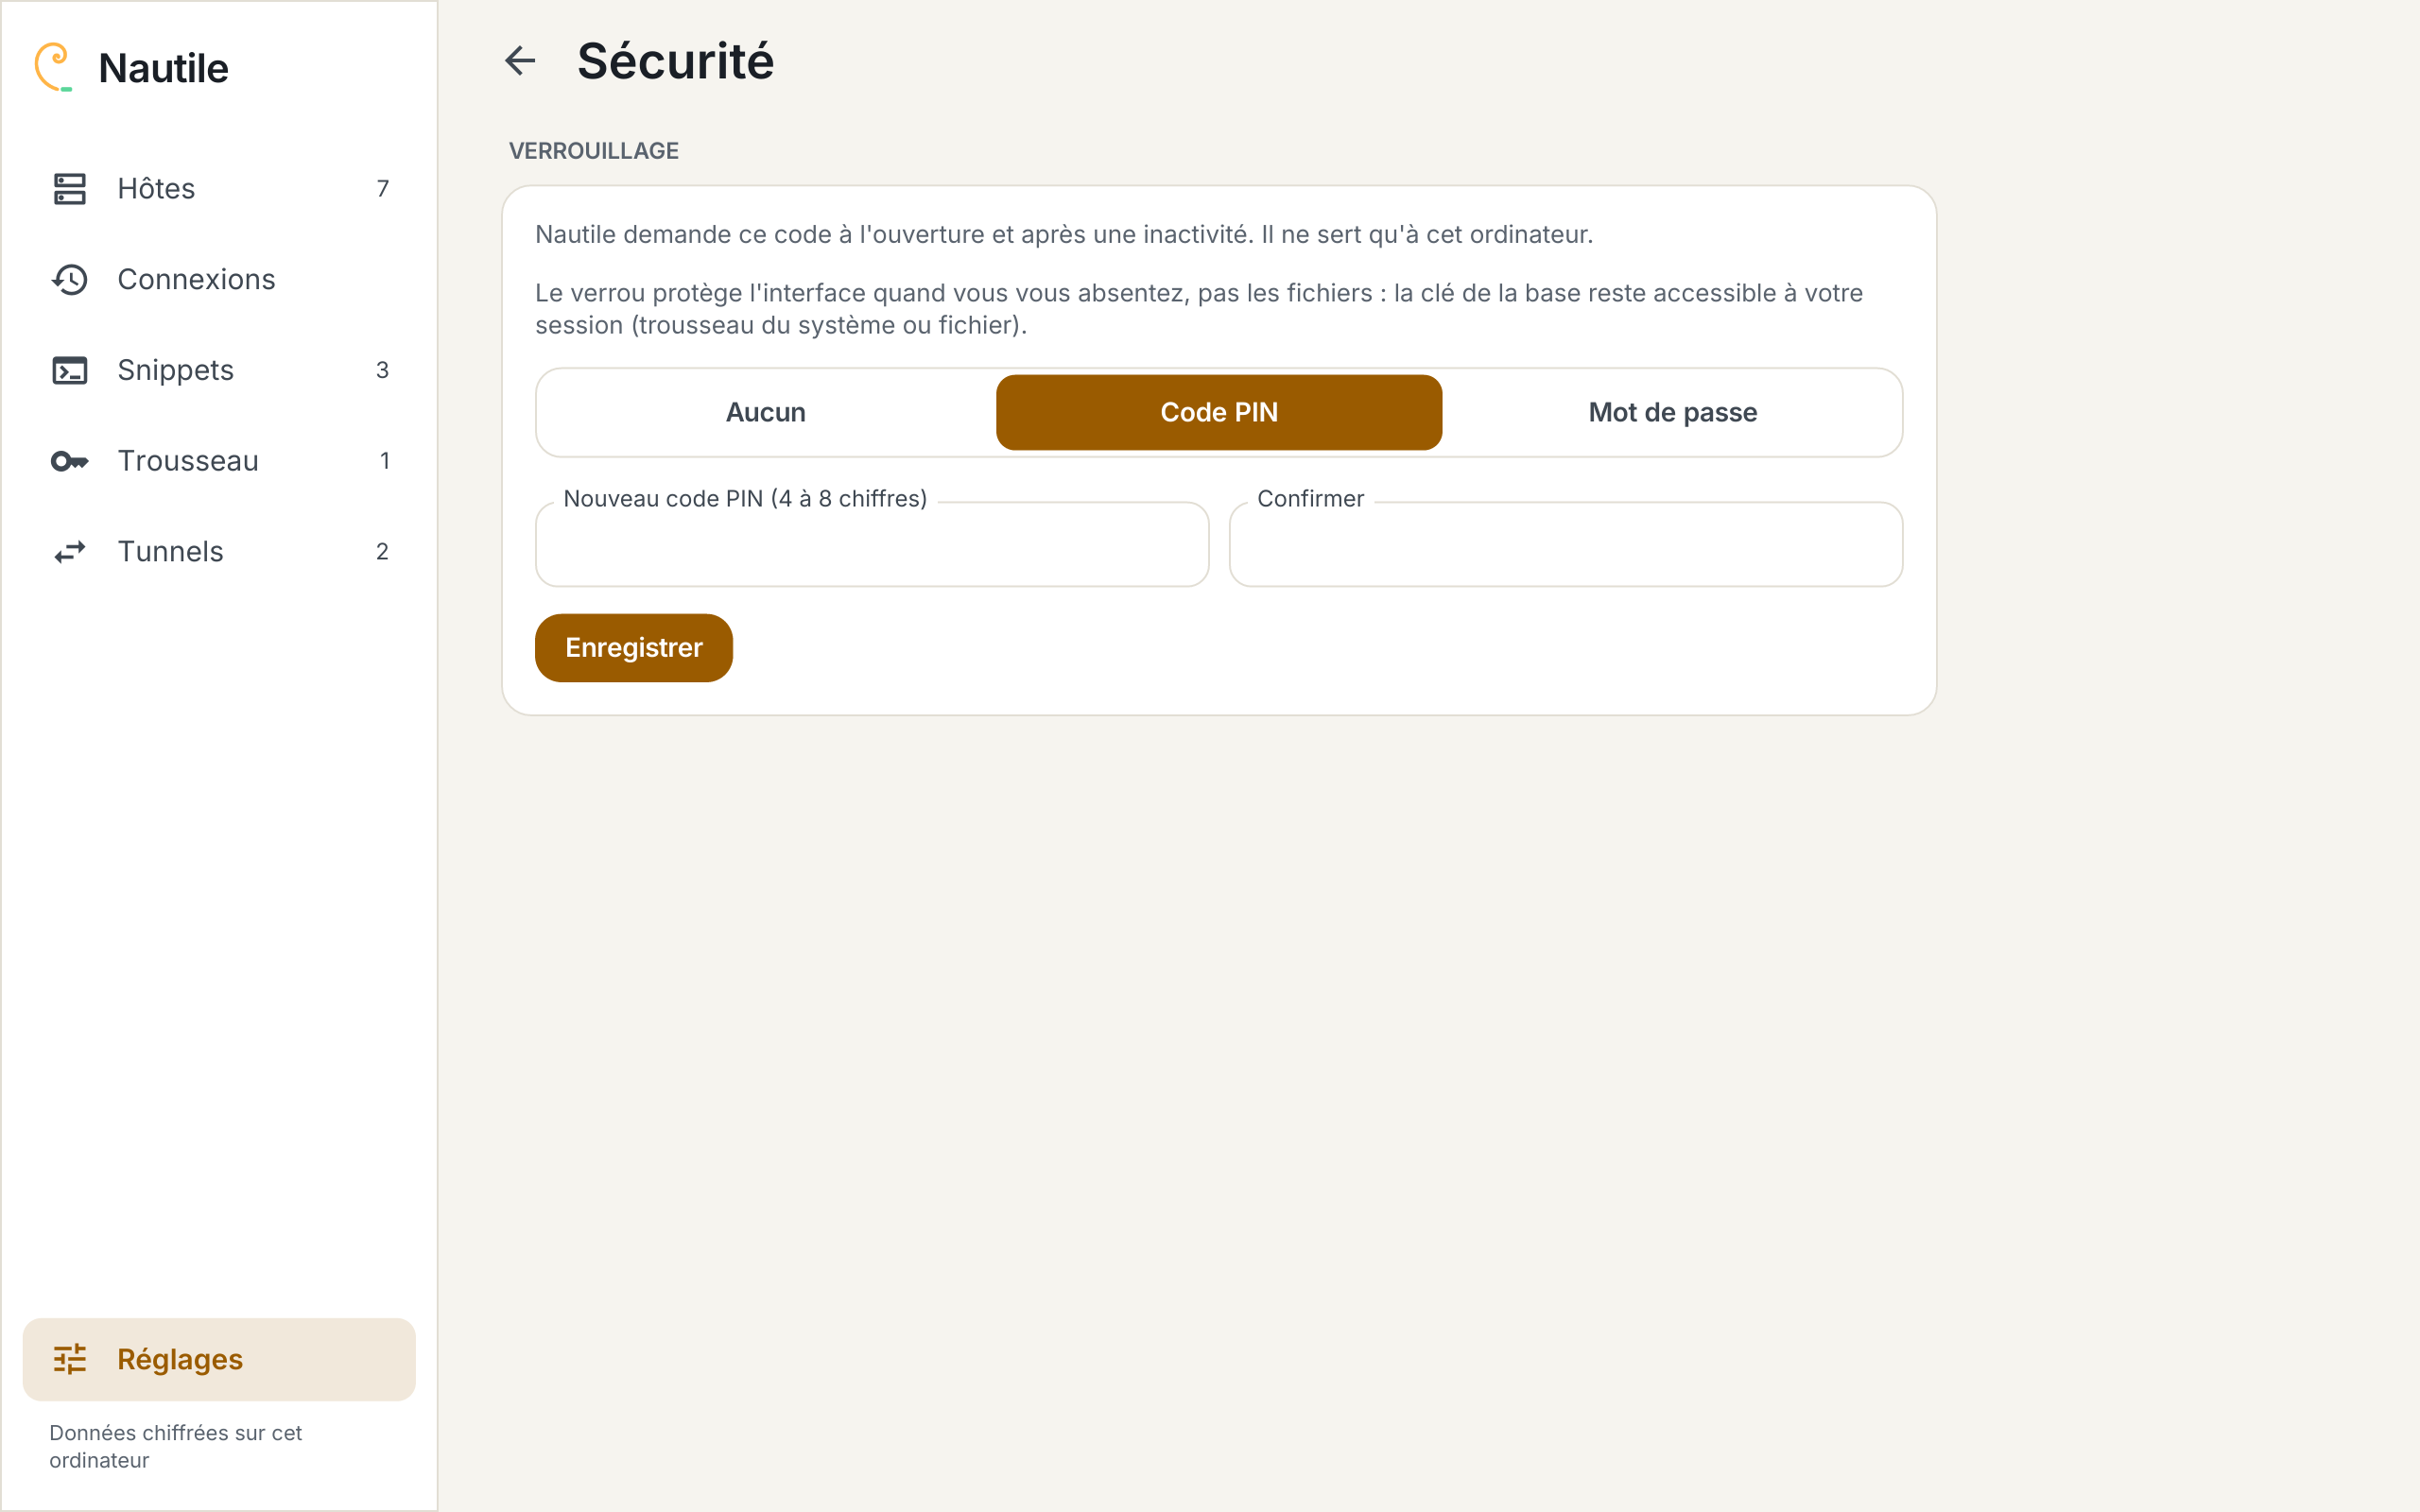 Nautile
Hôtes 7
Connexions
Snippets 3
Trousseau 1
Tunnels 2
Réglages
Données chiffrées sur cet
ordinateur
Sécurité
VERROUILLAGE
Nautile demande ce code à l'ouverture et après une inactivité. Il ne sert qu'à cet ordinateur.
Le verrou protège l'interface quand vous vous absentez, pas les fichiers : la clé de la base reste accessible à votre
session (trousseau du système ou fichier).
Aucun Code PIN Mot de passe
Nouveau code PIN (4 à 8 chiffres) Confirmer
Enregistrer